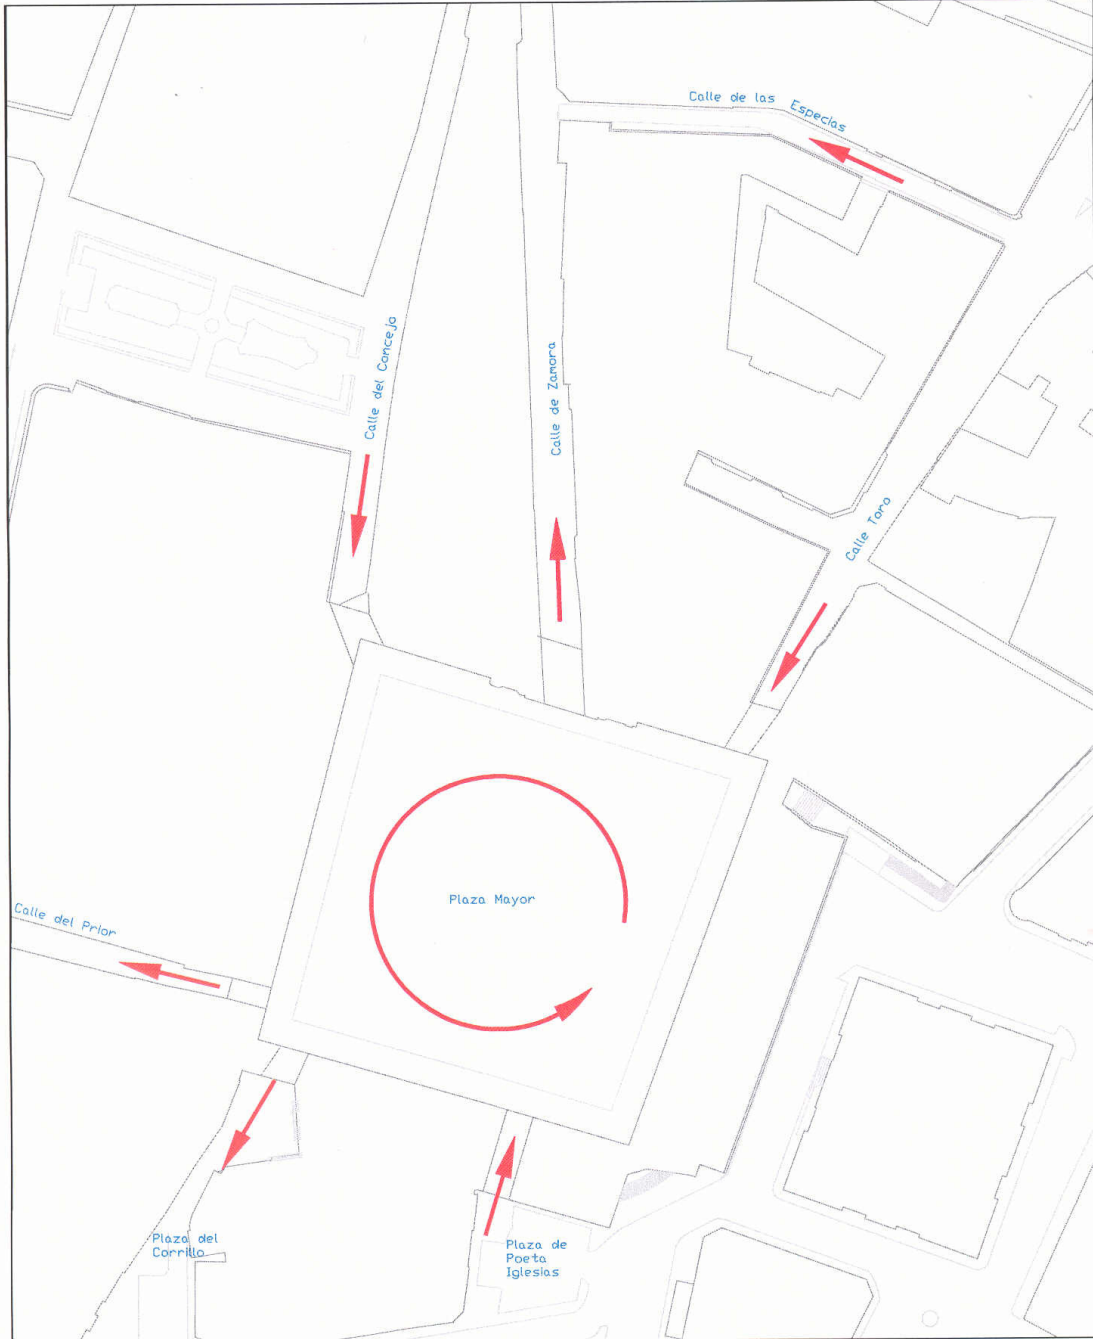 Calle de las Especias
Calle del Concejo
Calle de Zamora
Calle Toro
Plaza Mayor
Calle del Prior
Plaza del
Corrillo
Plaza de
Poeta
Iglesias